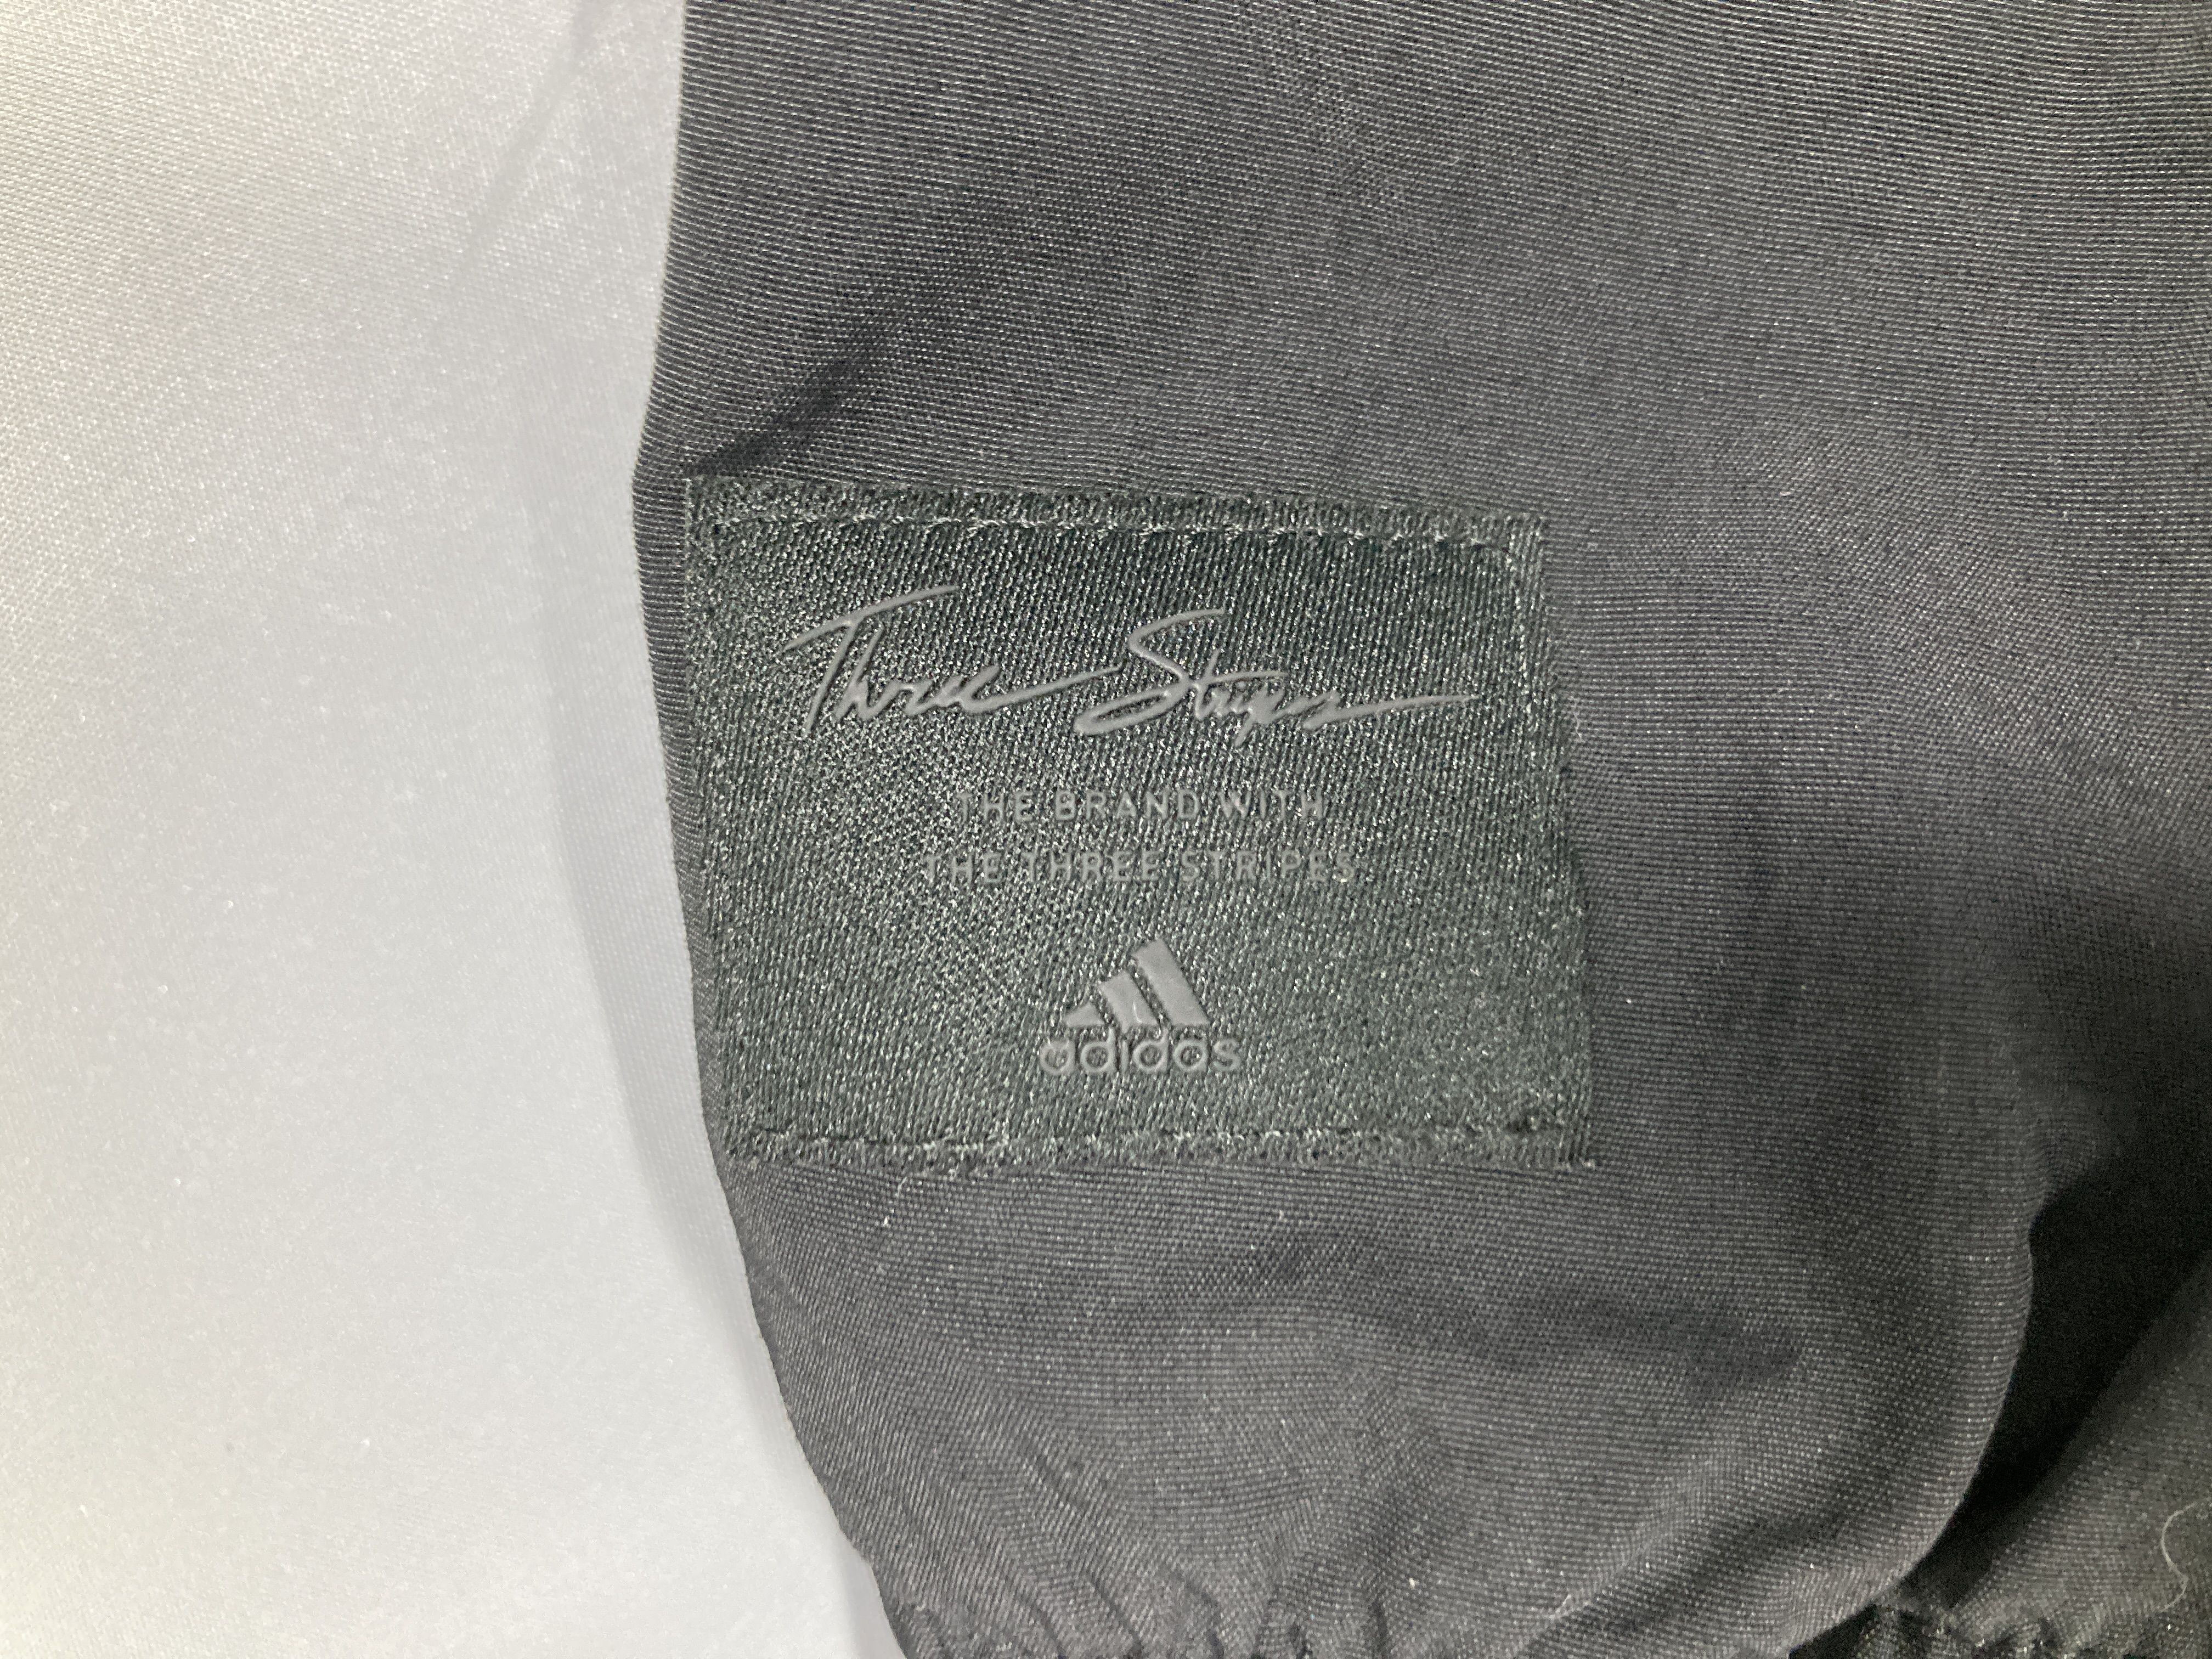 Three Stripes
THE BRAND WITH
THE THREE STRIPES
adidas